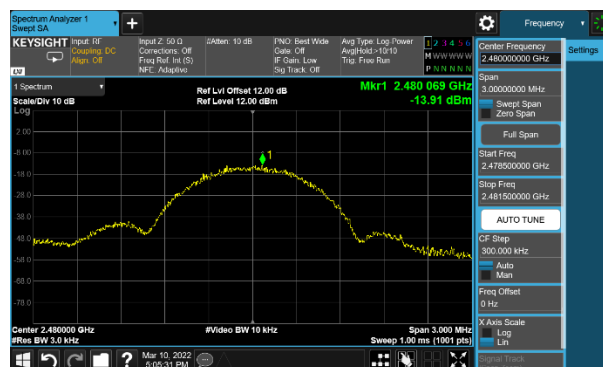 Spectrum Analyzer 1
Swept SA
+
Frequency
KEYSIGHT
Input: RF
Coupling: DC
Align: Off
Input Z: 50 Ω
Corrections: Off
Freq Ref: Int (S)
NFE: Adaptive
#Atten: 10 dB
PNO: Best Wide
Gate: Off
IF Gain: Low
Sig Track: Off
Avg Type: Log-Power
Avg|Hold:>10/10
Trig: Free Run
1 2 3 4 5 6
M W W W W W
P N N N N N
LXI
1 Spectrum
Scale/Div 10 dB
Log
Ref Lvl Offset 12.00 dB
Ref Level 12.00 dBm
Mkr1 2.480 069 GHz
-13.91 dBm
1
2.00
-8.00
-18.0
-28.0
-38.0
-48.0
-58.0
-68.0
-78.0
Center 2.480000 GHz
#Res BW 3.0 kHz
#Video BW 10 kHz
Span 3.000 MHz
Sweep 1.00 ms (1001 pts)
Center Frequency
2.480000000 GHz
Settings
Span
3.00000000 MHz
Swept Span
Zero Span
Full Span
Start Freq
2.478500000 GHz
Stop Freq
2.481500000 GHz
AUTO TUNE
CF Step
300.000 kHz
Auto
Man
Freq Offset
0 Hz
X Axis Scale
Log
Lin
Signal Track
?
Mar 10, 2022
5:05:31 PM